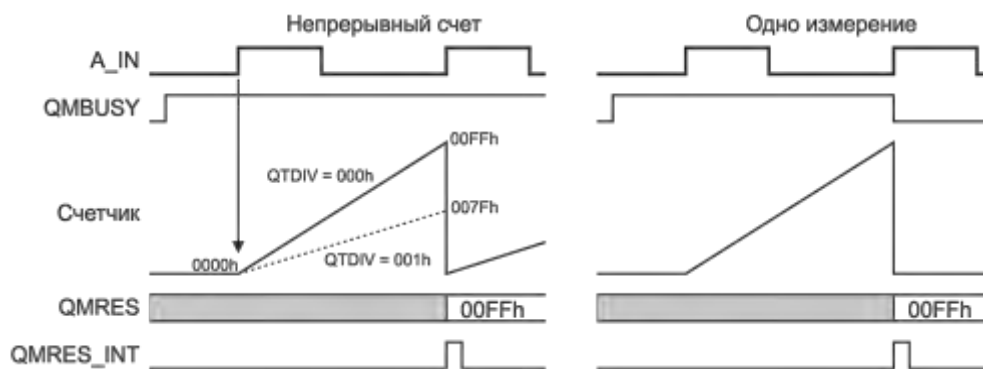 Непрерывный счет
Одно измерение
A_IN
QMBUSY
00FFh
QTDIV = 000h
Счетчик
007Fh
0000h
QTDIV = 001h
QMRES
00FFh
00FFh
QMRES_INT